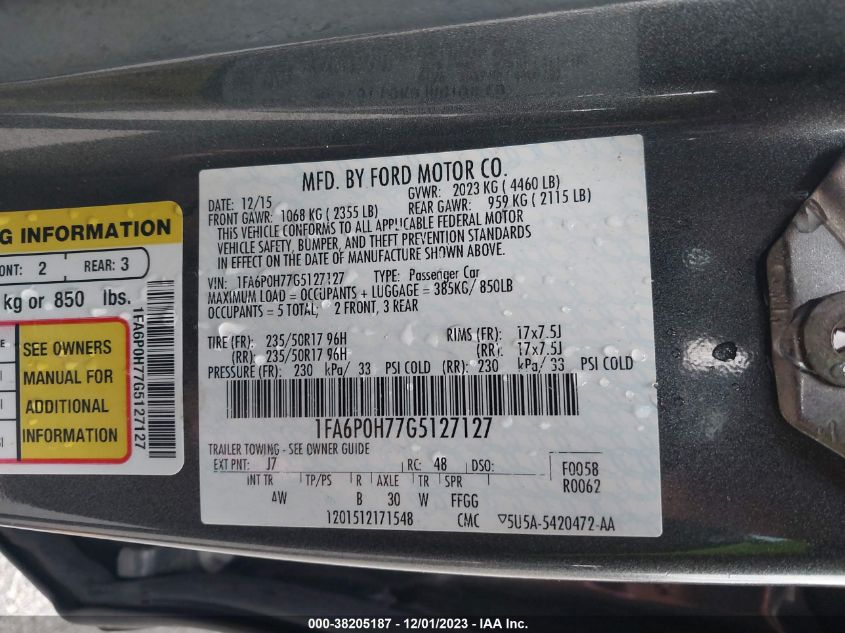 MFD. BY FORD MOTOR CO.
DATE: 12/15 GVWR: 2023 KG ( 4460 LB)
FRONT GAWR: 1068 KG ( 2355 LB) REAR GAWR: 959 KG ( 2115 LB)
THIS VEHICLE CONFORMS TO ALL APPLICABLE FEDERAL MOTOR
VEHICLE SAFETY, BUMPER, AND THEFT PREVENTION STANDARDS
IN EFFECT ON THE DATE OF MANUFACTURE SHOWN ABOVE.
VIN: 1FA6P0H77G5127127 TYPE: Passenger Car
MAXIMUM LOAD = OCCUPANTS + LUGGAGE = 385KG/ 850LB
OCCUPANTS = 5 TOTAL; 2 FRONT, 3 REAR
TIRE (FR): 235/50R17 96H RIMS (FR): 17x7.5J
(RR): 235/50R17 96H (RR): 17x7.5J
PRESSURE (FR): 230 kPa/ 33 PSI COLD (RR): 230 kPa/ 33 PSI COLD
1FA6P0H77G5127127
TRAILER TOWING - SEE OWNER GUIDE
EXT PNT: J7 RC: 48 DSO: F0058
R0062
INT TR TP/PS R AXLE TR SPR
4W B 30 W FFGG
1201512171548 CMC ▽5U5A-5420472-AA
G INFORMATION
ONT: 2 REAR: 3
kg or 850 lbs.
SEE OWNERS
MANUAL FOR
ADDITIONAL
INFORMATION
1FA6P0H77G5127127
000-38205187 - 12/01/2023 - IAA Inc.